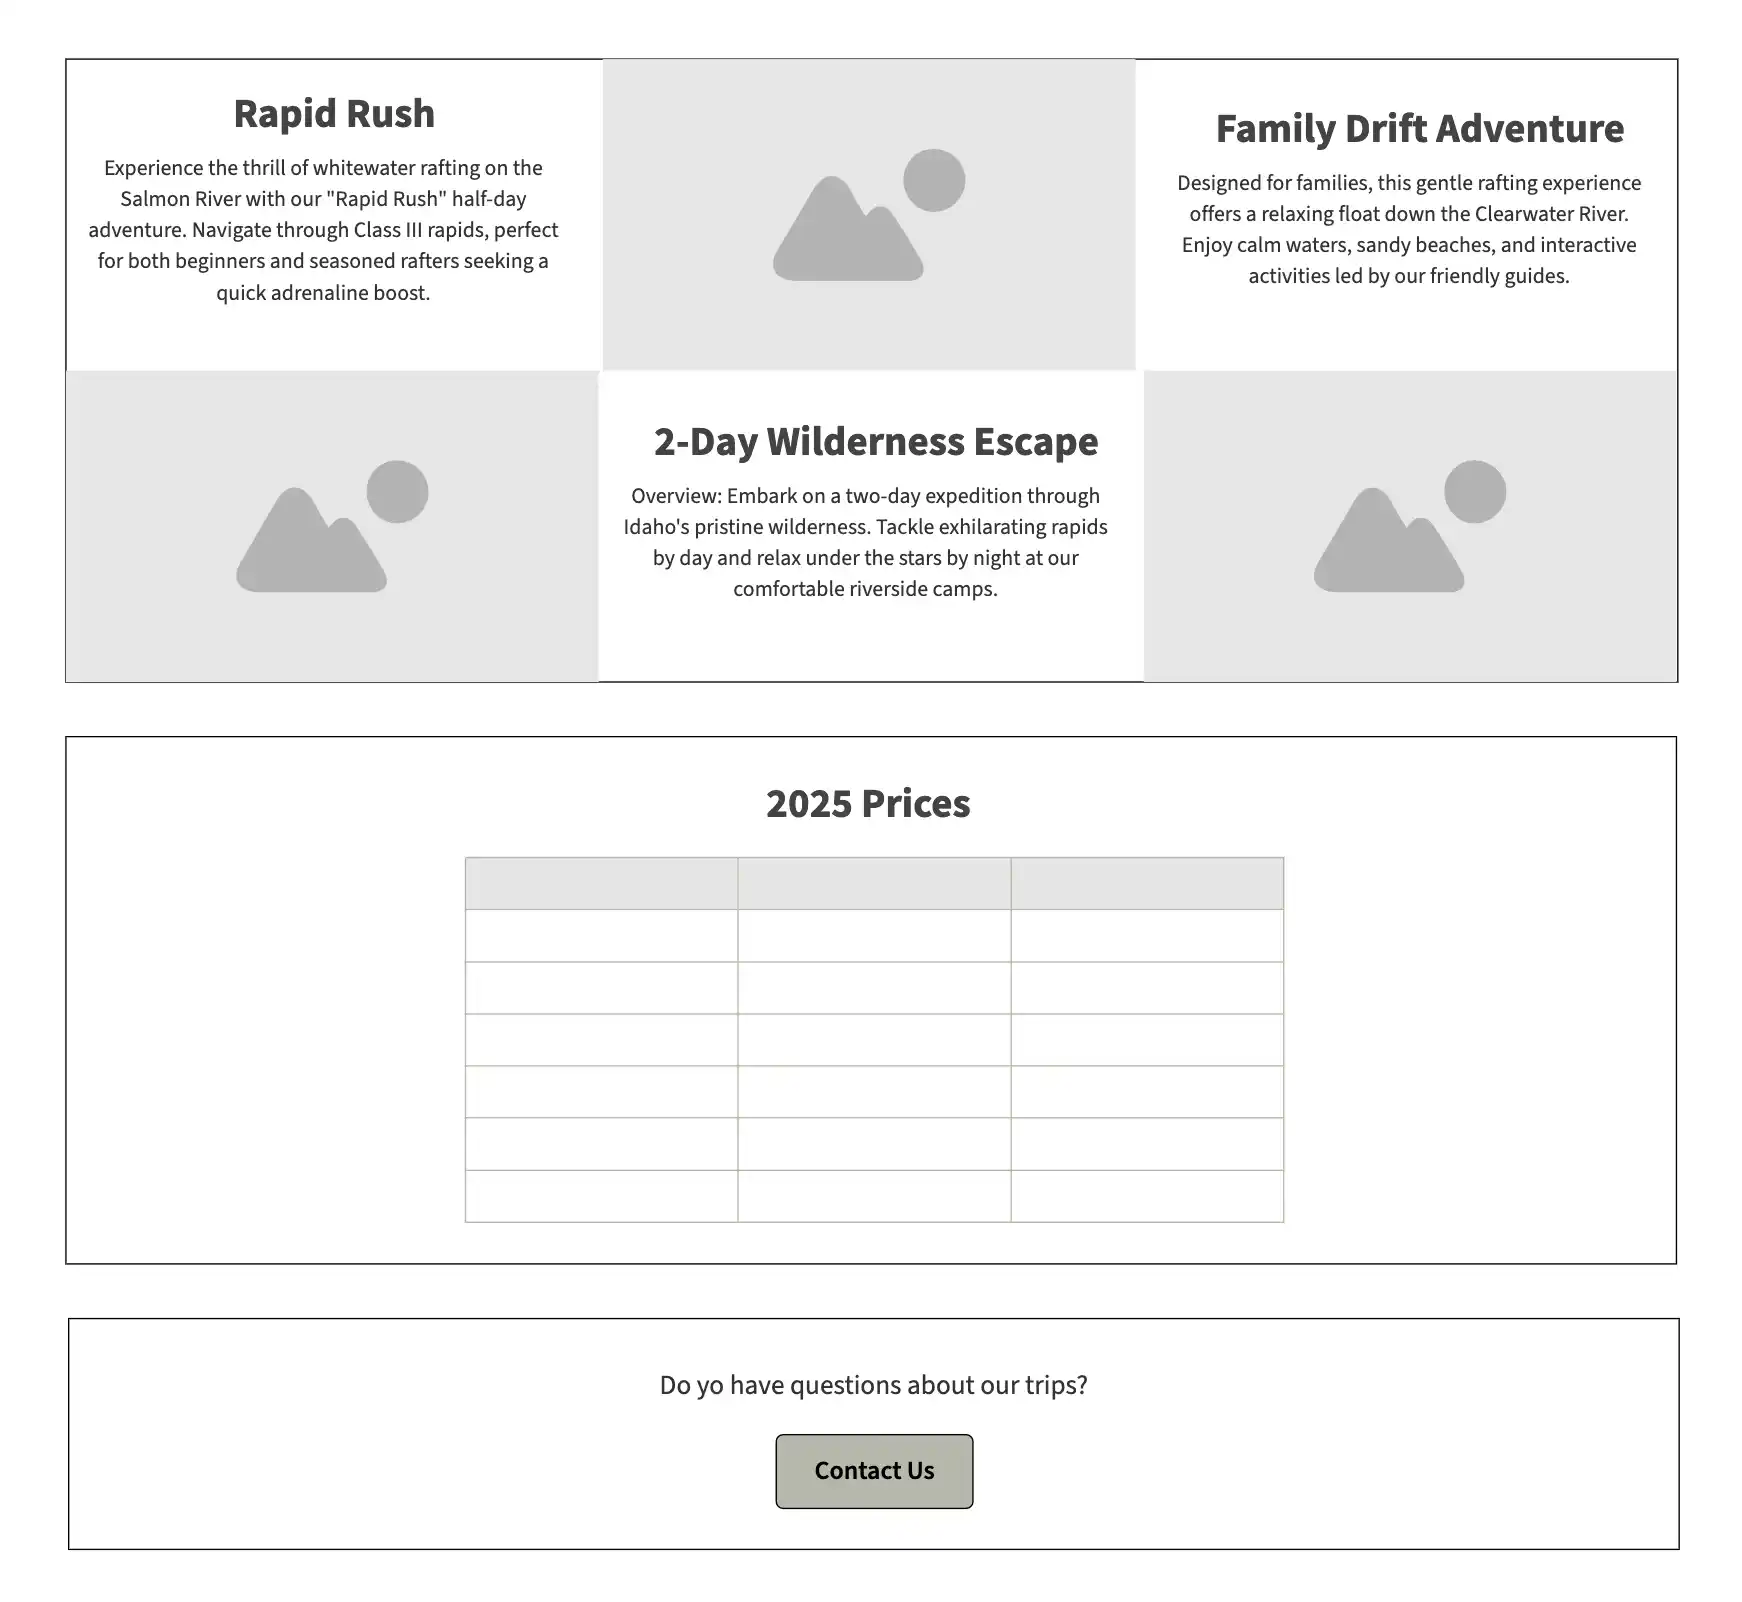 Rapid Rush
Experience the thrill of whitewater rafting on the
Salmon River with our "Rapid Rush" half-day
adventure. Navigate through Class III rapids, perfect
for both beginners and seasoned rafters seeking a
quick adrenaline boost.
Family Drift Adventure
Designed for families, this gentle rafting experience
offers a relaxing float down the Clearwater River.
Enjoy calm waters, sandy beaches, and interactive
activities led by our friendly guides.
2-Day Wilderness Escape
Overview: Embark on a two-day expedition through
Idaho's pristine wilderness. Tackle exhilarating rapids
by day and relax under the stars by night at our
comfortable riverside camps.
2025 Prices
Do yo have questions about our trips?
Contact Us